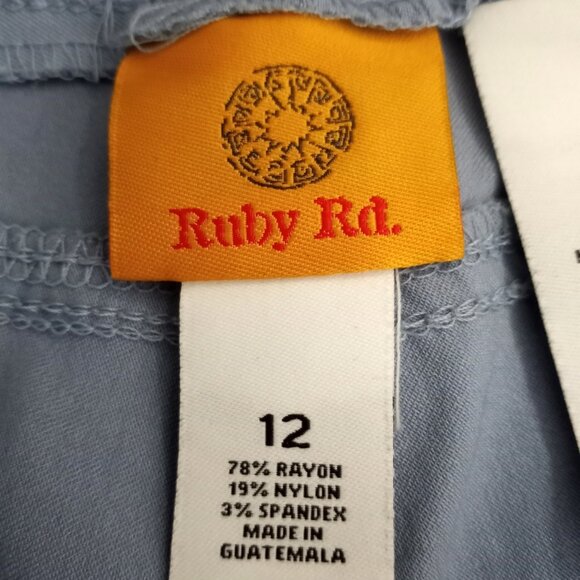 Ruby Rd.
12
78% RAYON
19% NYLON
3% SPANDEX
MADE IN
GUATEMALA